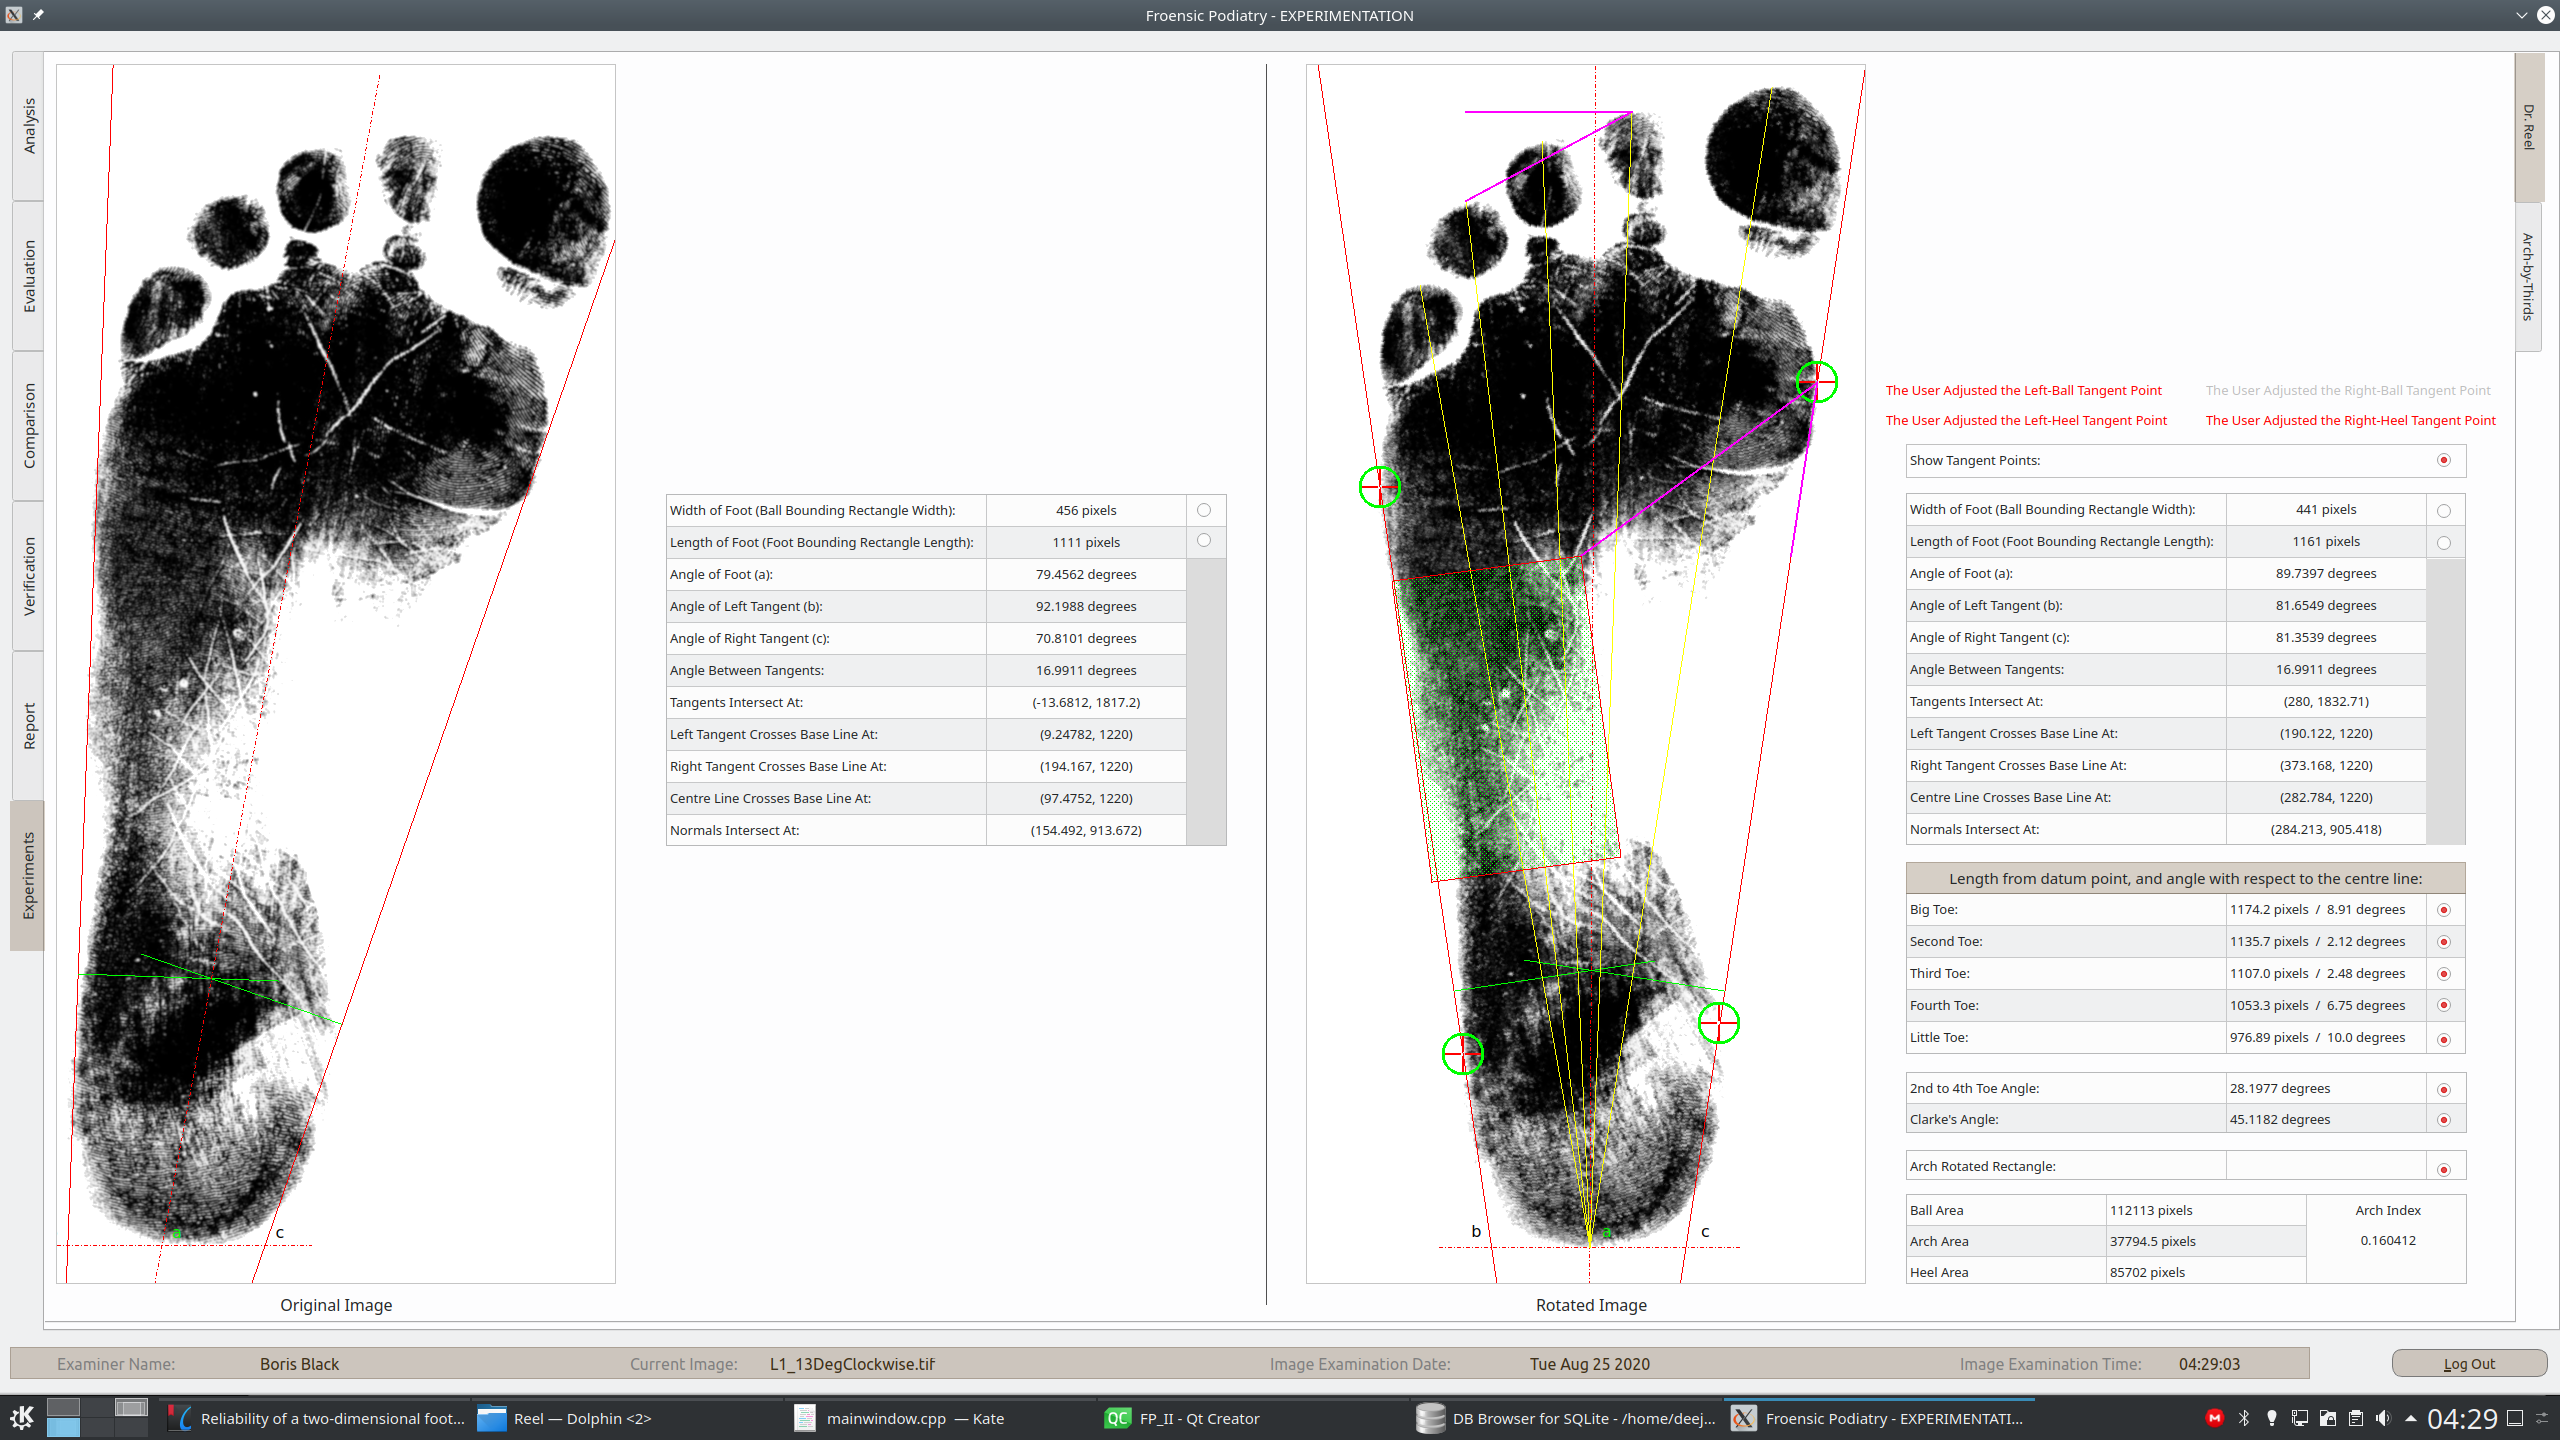 Froensic Podiatry - EXPERIMENTATION
Analysis
Evaluation
Comparison
Verification
Report
Experiments
a
c
Original Image
Width of Foot (Ball Bounding Rectangle Width): 456 pixels
Length of Foot (Foot Bounding Rectangle Length): 1111 pixels
Angle of Foot (a): 79.4562 degrees
Angle of Left Tangent (b): 92.1988 degrees
Angle of Right Tangent (c): 70.8101 degrees
Angle Between Tangents: 16.9911 degrees
Tangents Intersect At: (-13.6812, 1817.2)
Left Tangent Crosses Base Line At: (9.24782, 1220)
Right Tangent Crosses Base Line At: (194.167, 1220)
Centre Line Crosses Base Line At: (97.4752, 1220)
Normals Intersect At: (154.492, 913.672)
b
a
c
Rotated Image
Dr. Reel
Arch-by-Thirds
The User Adjusted the Left-Ball Tangent Point The User Adjusted the Right-Ball Tangent Point
The User Adjusted the Left-Heel Tangent Point The User Adjusted the Right-Heel Tangent Point
Show Tangent Points:
Width of Foot (Ball Bounding Rectangle Width): 441 pixels
Length of Foot (Foot Bounding Rectangle Length): 1161 pixels
Angle of Foot (a): 89.7397 degrees
Angle of Left Tangent (b): 81.6549 degrees
Angle of Right Tangent (c): 81.3539 degrees
Angle Between Tangents: 16.9911 degrees
Tangents Intersect At: (280, 1832.71)
Left Tangent Crosses Base Line At: (190.122, 1220)
Right Tangent Crosses Base Line At: (373.168, 1220)
Centre Line Crosses Base Line At: (282.784, 1220)
Normals Intersect At: (284.213, 905.418)
Length from datum point, and angle with respect to the centre line:
Big Toe: 1174.2 pixels / 8.91 degrees
Second Toe: 1135.7 pixels / 2.12 degrees
Third Toe: 1107.0 pixels / 2.48 degrees
Fourth Toe: 1053.3 pixels / 6.75 degrees
Little Toe: 976.89 pixels / 10.0 degrees
2nd to 4th Toe Angle: 28.1977 degrees
Clarke's Angle: 45.1182 degrees
Arch Rotated Rectangle:
Ball Area 112113 pixels Arch Index
Arch Area 37794.5 pixels 0.160412
Heel Area 85702 pixels
Examiner Name: Boris Black Current Image: L1_13DegClockwise.tif Image Examination Date: Tue Aug 25 2020 Image Examination Time: 04:29:03 Log Out
Reliability of a two-dimensional foot... Reel — Dolphin <2> mainwindow.cpp — Kate QC FP_II - Qt Creator DB Browser for SQLite - /home/deej... Froensic Podiatry - EXPERIMENTATI... 04:29